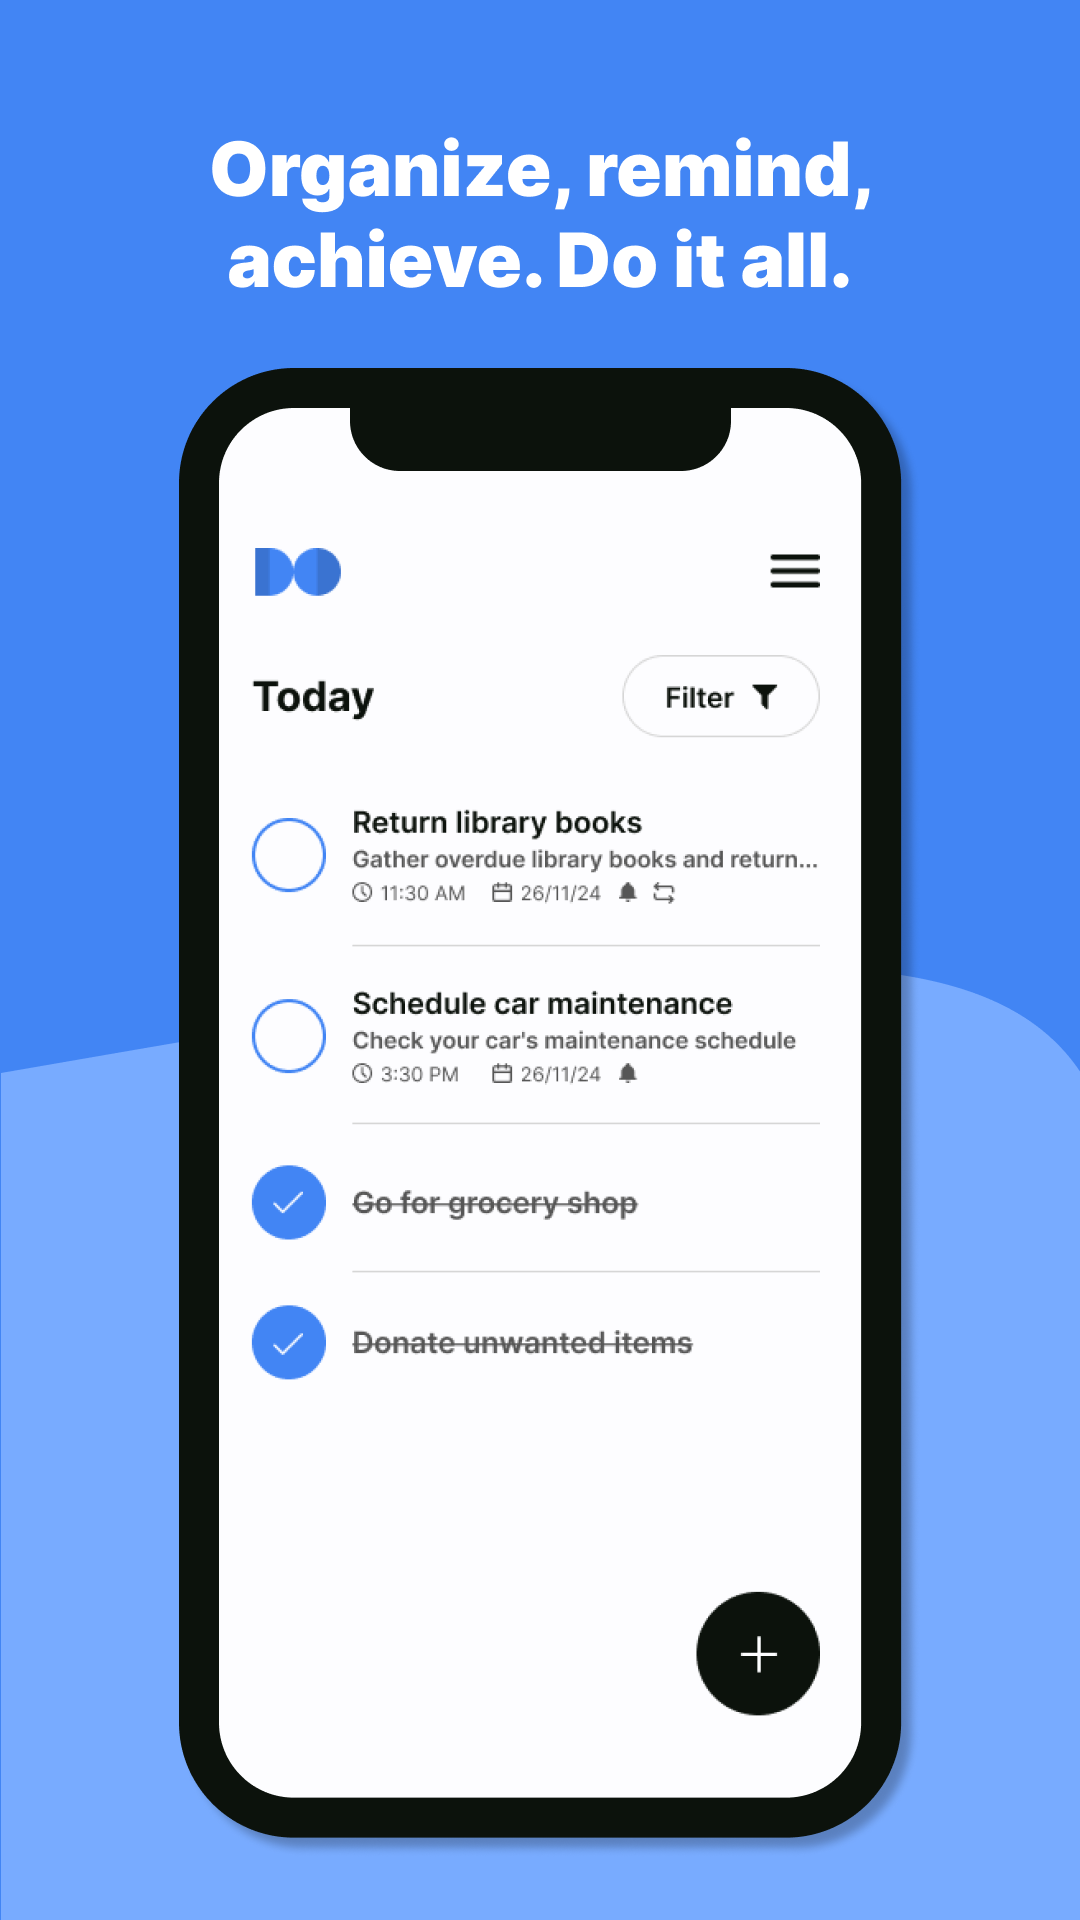 Organize, remind,
achieve. Do it all.
DO
Today
Filter
Return library books
Gather overdue library books and return...
11:30 AM 26/11/24
Schedule car maintenance
Check your car's maintenance schedule
3:30 PM 26/11/24
Go for grocery shop
Donate unwanted items